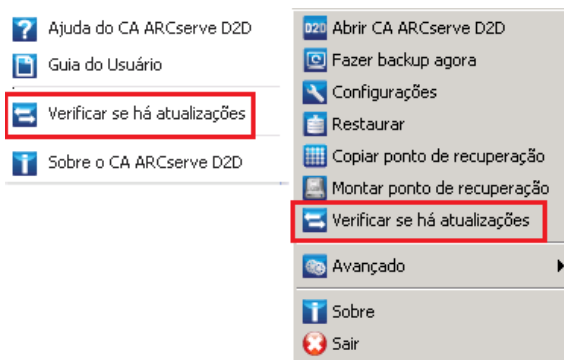 Ajuda do CA ARCserve D2D
Guia do Usuário
Verificar se há atualizações
Sobre o CA ARCserve D2D
D2D Abrir CA ARCserve D2D
Fazer backup agora
Configurações
Restaurar
Copiar ponto de recuperação
Montar ponto de recuperação
Verificar se há atualizações
Avançado
Sobre
Sair